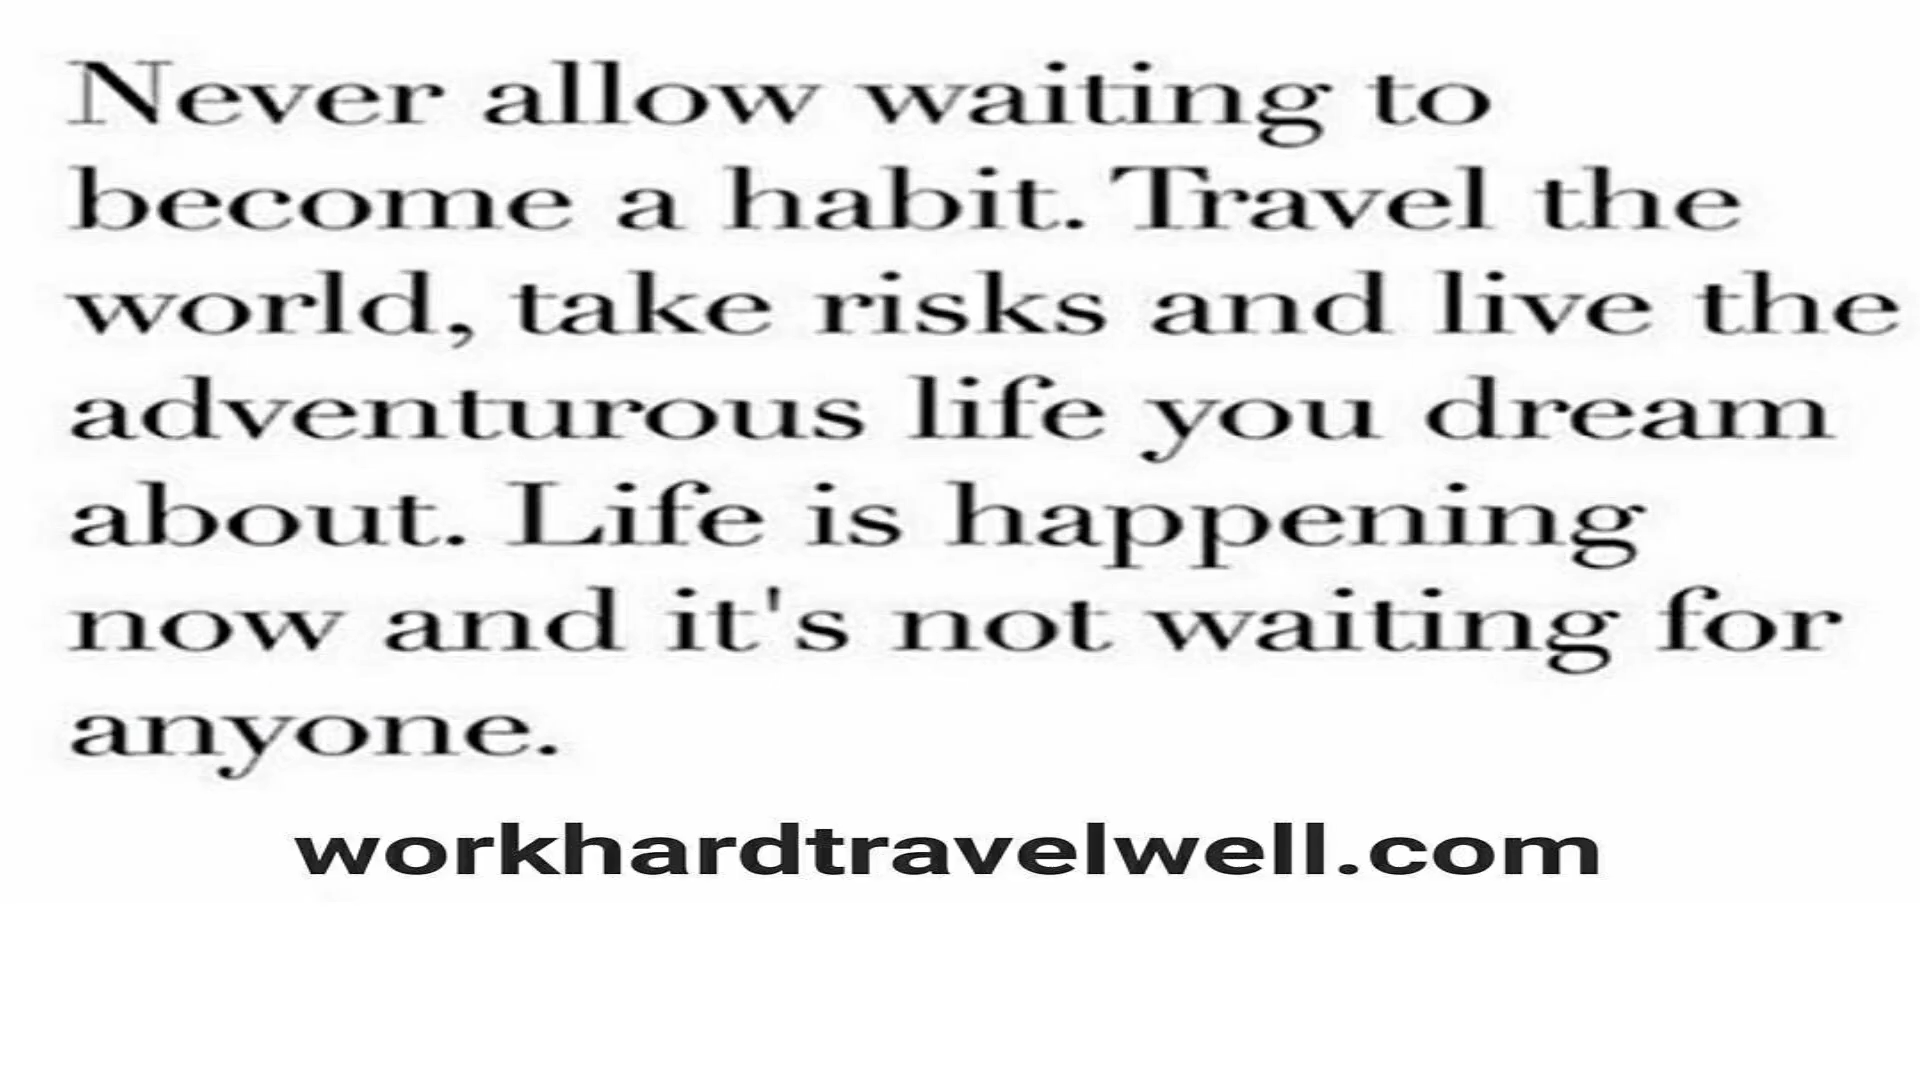 Never allow waiting to
become a habit. Travel the
world, take risks and live the
adventurous life you dream
about. Life is happening
now and it's not waiting for
anyone.
workhardtravelwell.com